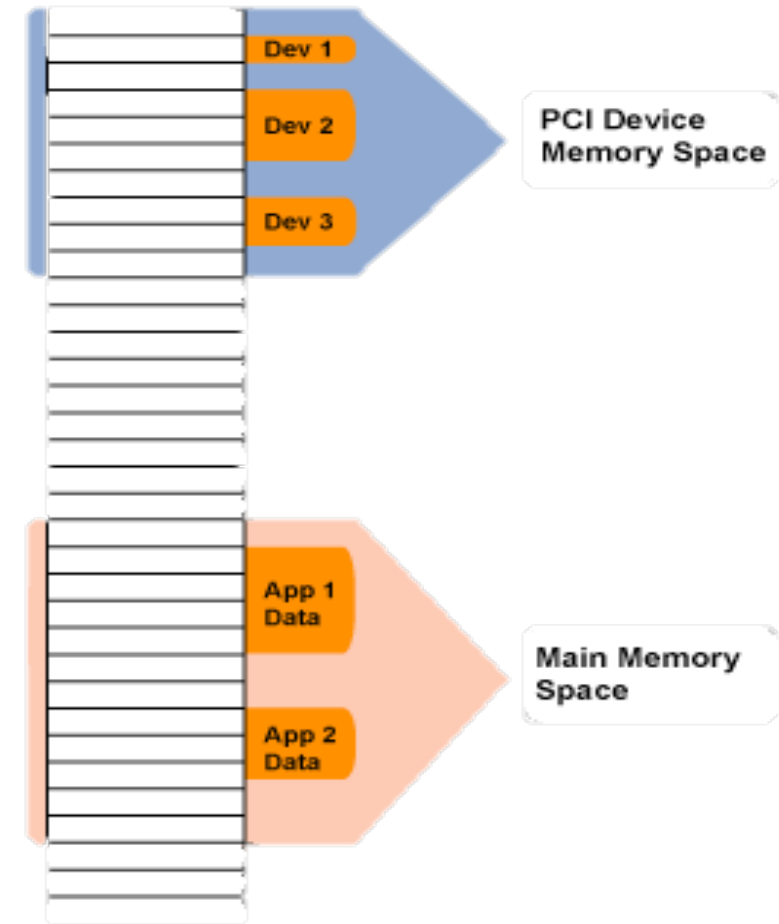 Dev 1
Dev 2
PCI Device
Memory Space
Dev 3
App 1
Data
Main Memory
Space
App 2
Data